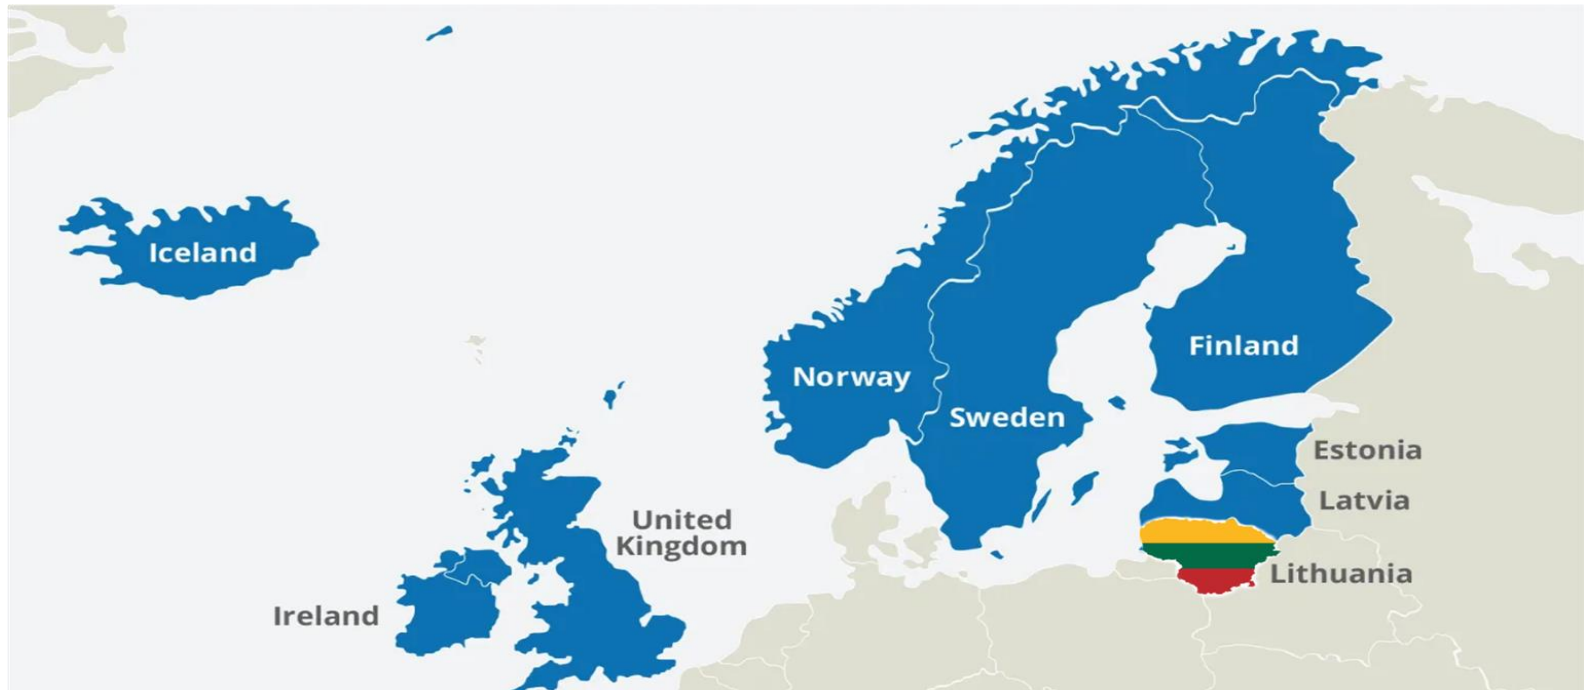 Iceland
Finland
Norway
Sweden
Estonia
Latvia
United
Kingdom
Lithuania
Ireland